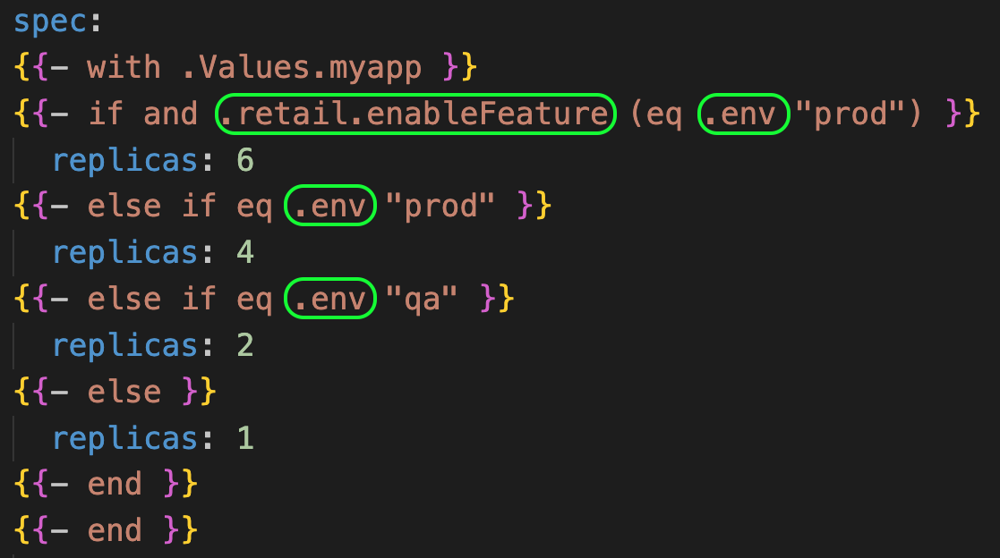 spec:
{{- with .Values.myapp }}
{{- if and .retail.enableFeature (eq .env "prod") }}
  replicas: 6
{{- else if eq .env "prod" }}
  replicas: 4
{{- else if eq .env "qa" }}
  replicas: 2
{{- else }}
  replicas: 1
{{- end }}
{{- end }}